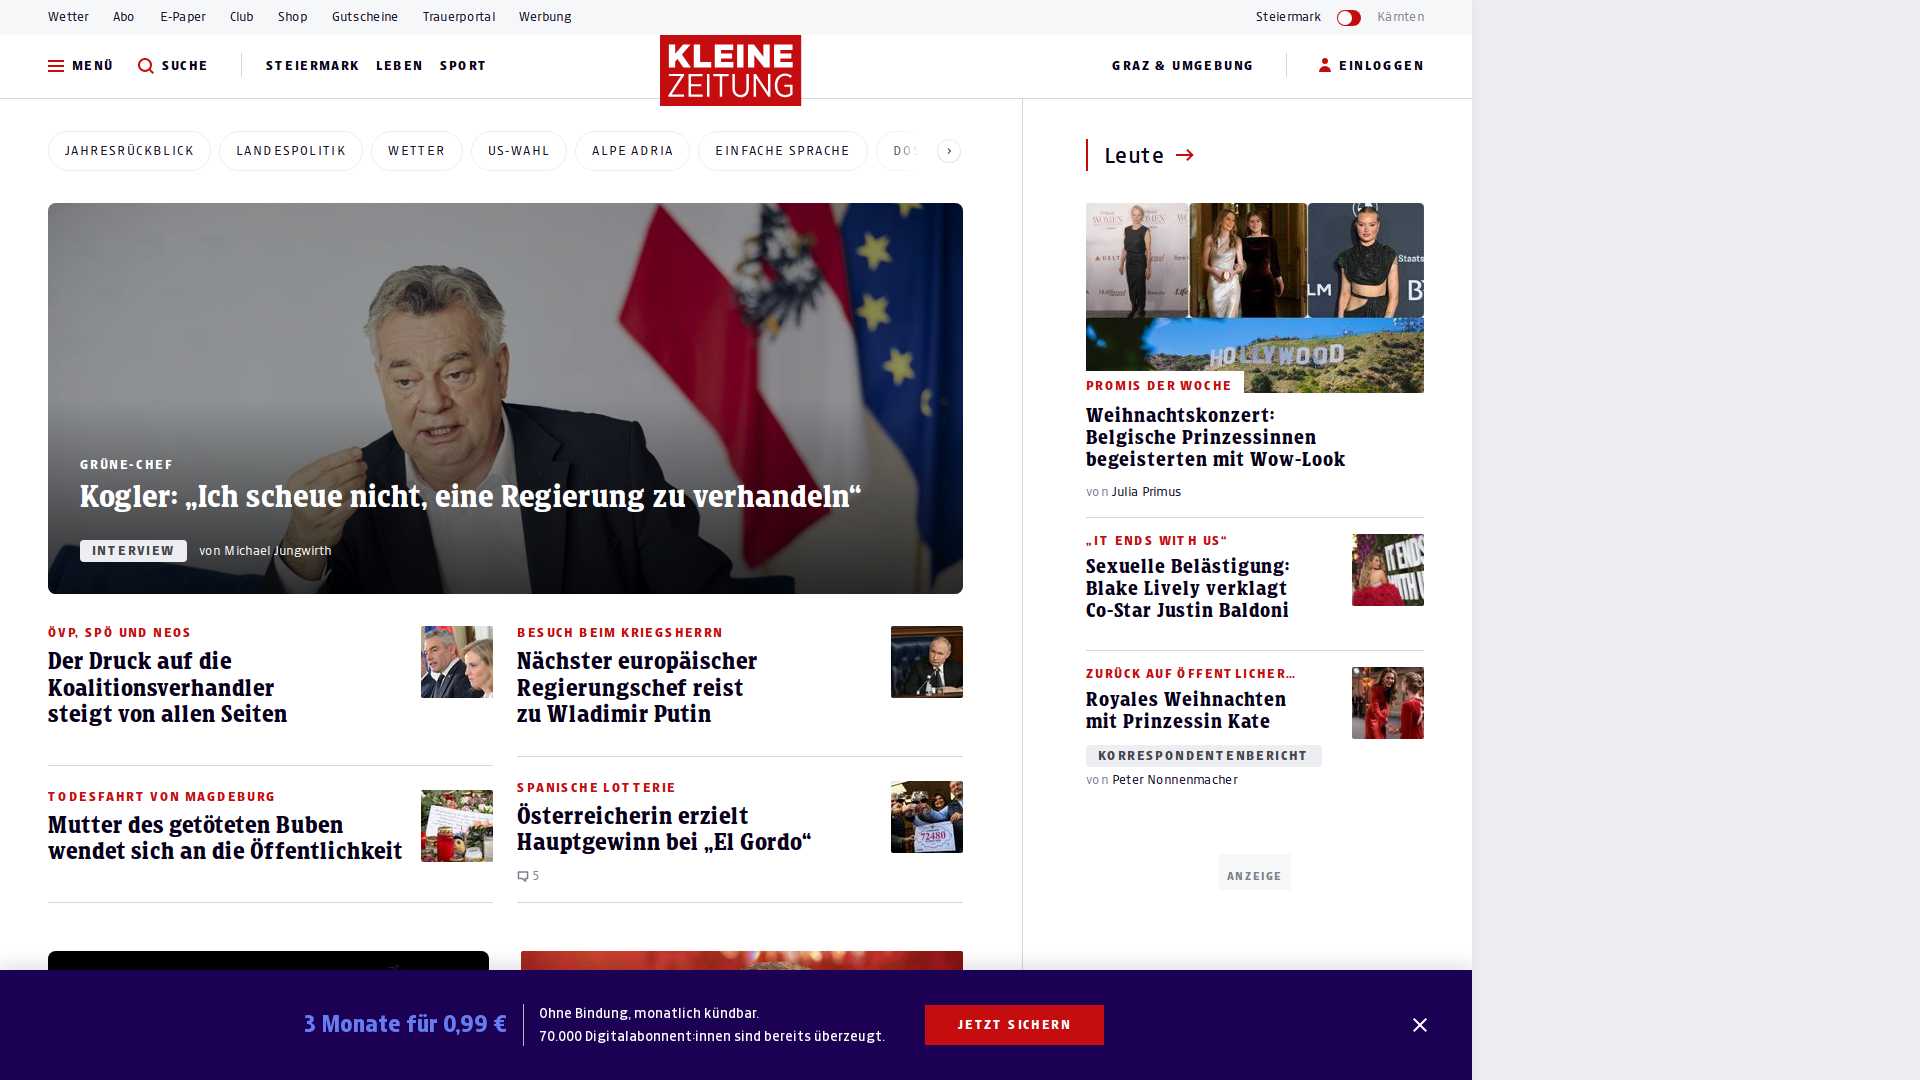 Wetter Abo E-Paper Club Shop Gutscheine Trauerportal Werbung Steiermark Kärnten
MENÜ SUCHE STEIERMARK LEBEN SPORT KLEINE ZEITUNG GRAZ & UMGEBUNG EINLOGGEN
JAHRESRÜCKBLICK LANDESPOLITIK WETTER US-WAHL ALPE ADRIA EINFACHE SPRACHE
GRÜNE-CHEF
Kogler: „Ich scheue nicht, eine Regierung zu verhandeln“
INTERVIEW von Michael Jungwirth
ÖVP, SPÖ UND NEOS
Der Druck auf die
Koalitionsverhandler
steigt von allen Seiten
BESUCH BEIM KRIEGSHERRN
Nächster europäischer
Regierungschef reist
zu Wladimir Putin
TODESFAHRT VON MAGDEBURG
Mutter des getöteten Buben
wendet sich an die Öffentlichkeit
SPANISCHE LOTTERIE
Österreicherin erzielt
Hauptgewinn bei „El Gordo“
72480
5
Leute
HOLLYWOOD
PROMIS DER WOCHE
Weihnachtskonzert:
Belgische Prinzessinnen
begeisterten mit Wow-Look
von Julia Primus
„IT ENDS WITH US“
Sexuelle Belästigung:
Blake Lively verklagt
Co-Star Justin Baldoni
ZURÜCK AUF ÖFFENTLICHER...
Royales Weihnachten
mit Prinzessin Kate
KORRESPONDENTENBERICHT
von Peter Nonnenmacher
ANZEIGE
3 Monate für 0,99 €
Ohne Bindung, monatlich kündbar.
70.000 Digitalabonnent:innen sind bereits überzeugt.
JETZT SICHERN